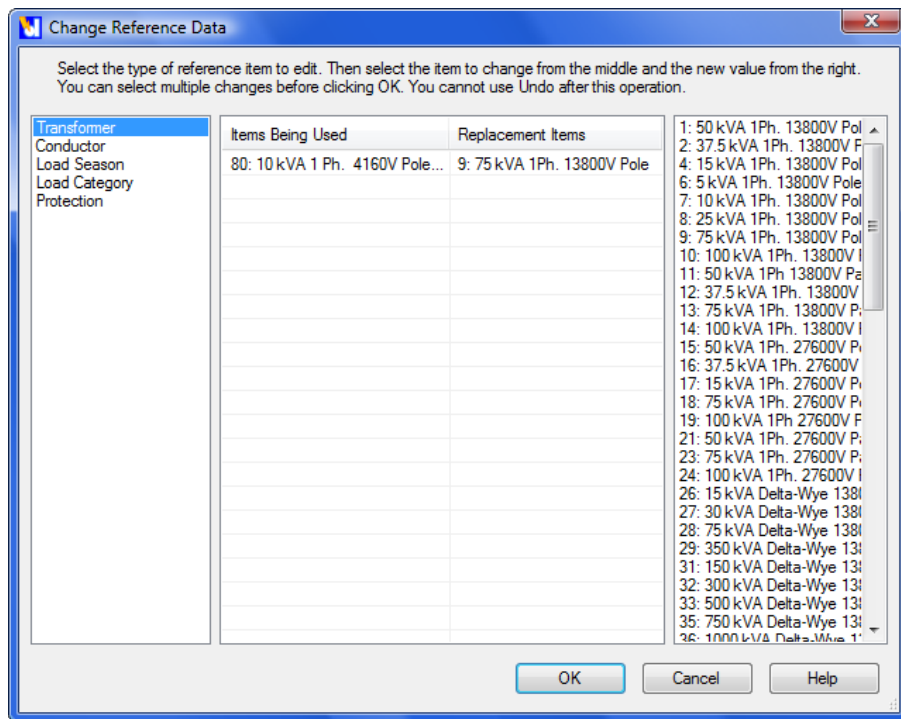 Change Reference Data
Select the type of reference item to edit. Then select the item to change from the middle and the new value from the right.
You can select multiple changes before clicking OK. You cannot use Undo after this operation.
Transformer
Conductor
Load Season
Load Category
Protection
Items Being Used Replacement Items
80: 10 kVA 1 Ph. 4160V Pole... 9: 75 kVA 1Ph. 13800V Pole
1: 50 kVA 1Ph. 13800V Pol
2: 37.5 kVA 1Ph. 13800V P
4: 15 kVA 1Ph. 13800V Pol
6: 5 kVA 1Ph. 13800V Pole
7: 10 kVA 1Ph. 13800V Pol
8: 25 kVA 1Ph. 13800V Pol
9: 75 kVA 1Ph. 13800V Pol
10: 100 kVA 1Ph. 13800V
11: 50 kVA 1Ph 13800V Pa
12: 37.5 kVA 1Ph. 13800V
13: 75 kVA 1Ph. 13800V Pa
14: 100 kVA 1Ph. 13800V
15: 50 kVA 1Ph. 27600V P
16: 37.5 kVA 1Ph. 27600V
17: 15 kVA 1Ph. 27600V P
18: 75 kVA 1Ph. 27600V P
19: 100 kVA 1Ph 27600V P
21: 50 kVA 1Ph. 27600V Pa
23: 75 kVA 1Ph. 27600V Pa
24: 100 kVA 1Ph. 27600V
26: 15 kVA Delta-Wye 138
27: 30 kVA Delta-Wye 138
28: 75 kVA Delta-Wye 138
29: 350 kVA Delta-Wye 13
31: 150 kVA Delta-Wye 13
32: 300 kVA Delta-Wye 13
33: 500 kVA Delta-Wye 13
35: 750 kVA Delta-Wye 13
36: 1000 kVA Delta-Wye 1
OK Cancel Help